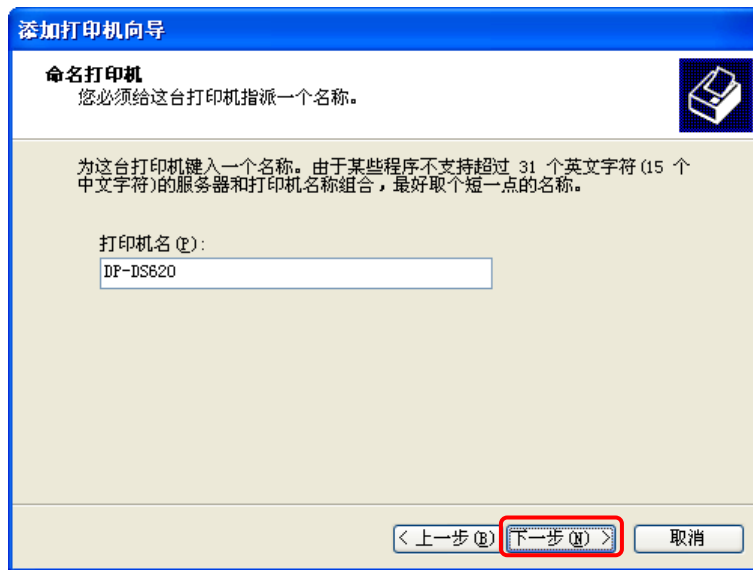 添加打印机向导
命名打印机
您必须给这台打印机指派一个名称。
为这台打印机键入一个名称。由于某些程序不支持超过 31 个英文字符(15 个
中文字符)的服务器和打印机名称组合，最好取个短一点的名称。
打印机名(P):
DP-DS620
< 上一步(B) 下一步(N) > 取消